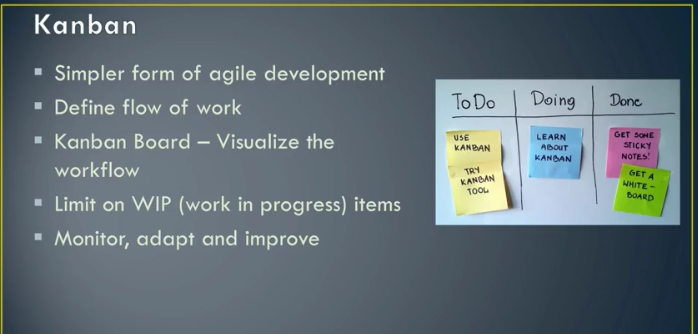 Kanban
Simpler form of agile development
Define flow of work
Kanban Board – Visualize the
workflow
Limit on WIP (work in progress) items
Monitor, adapt and improve
To Do
Doing
Done
USE
KANBAN
TRY
KANBAN
TOOL
LEARN
ABOUT
KANBAN
GET SOME
STICKY
NOTES!
GET A
WHITE-
BOARD